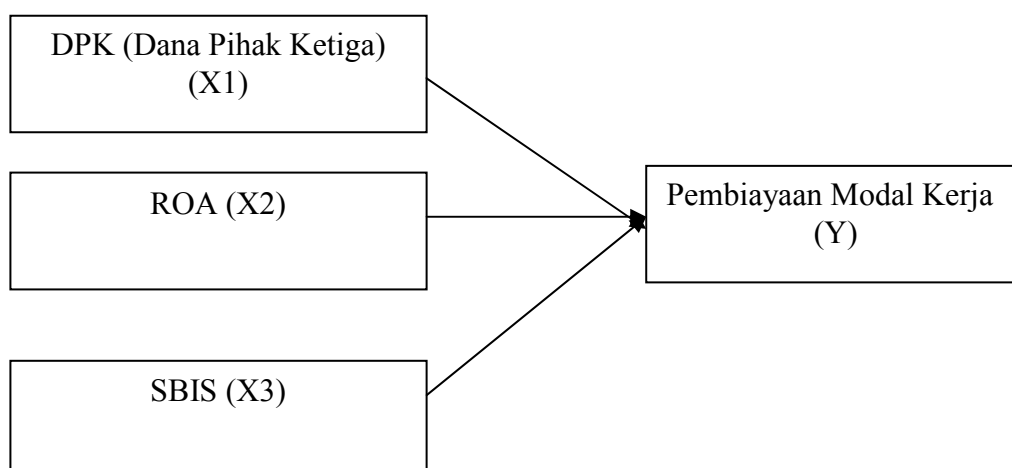 DPK (Dana Pihak Ketiga)
(X1)
ROA (X2)
SBIS (X3)
Pembiayaan Modal Kerja
(Y)